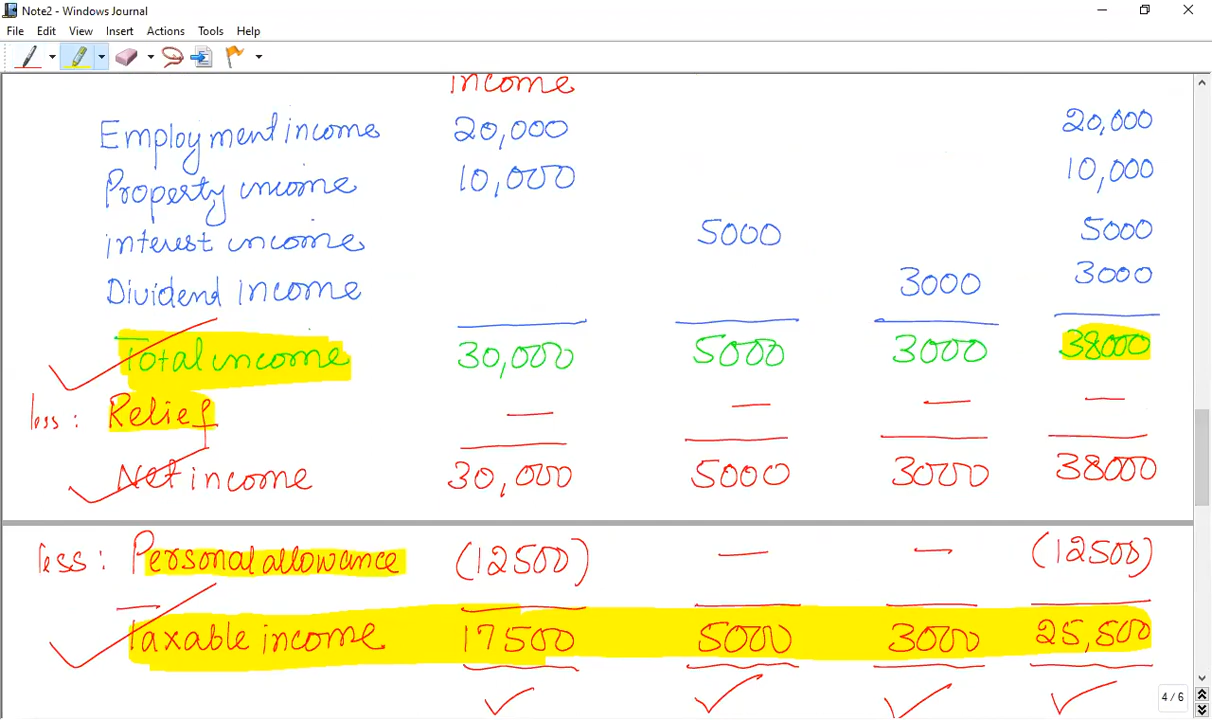 Note2 - Windows Journal
File Edit View Insert Actions Tools Help
income
Employment income 20,000 20,000
Property income 10,000 10,000
interest income 5000 5000
Dividend income 3000 3000
Total income 30,000 5000 3000 38000
less: Relief — — — —
Net income 30,000 5000 3000 38000
less: Personal allowance (12500) — — (12500)
Taxable income 17500 5000 3000 25,500
4 / 6